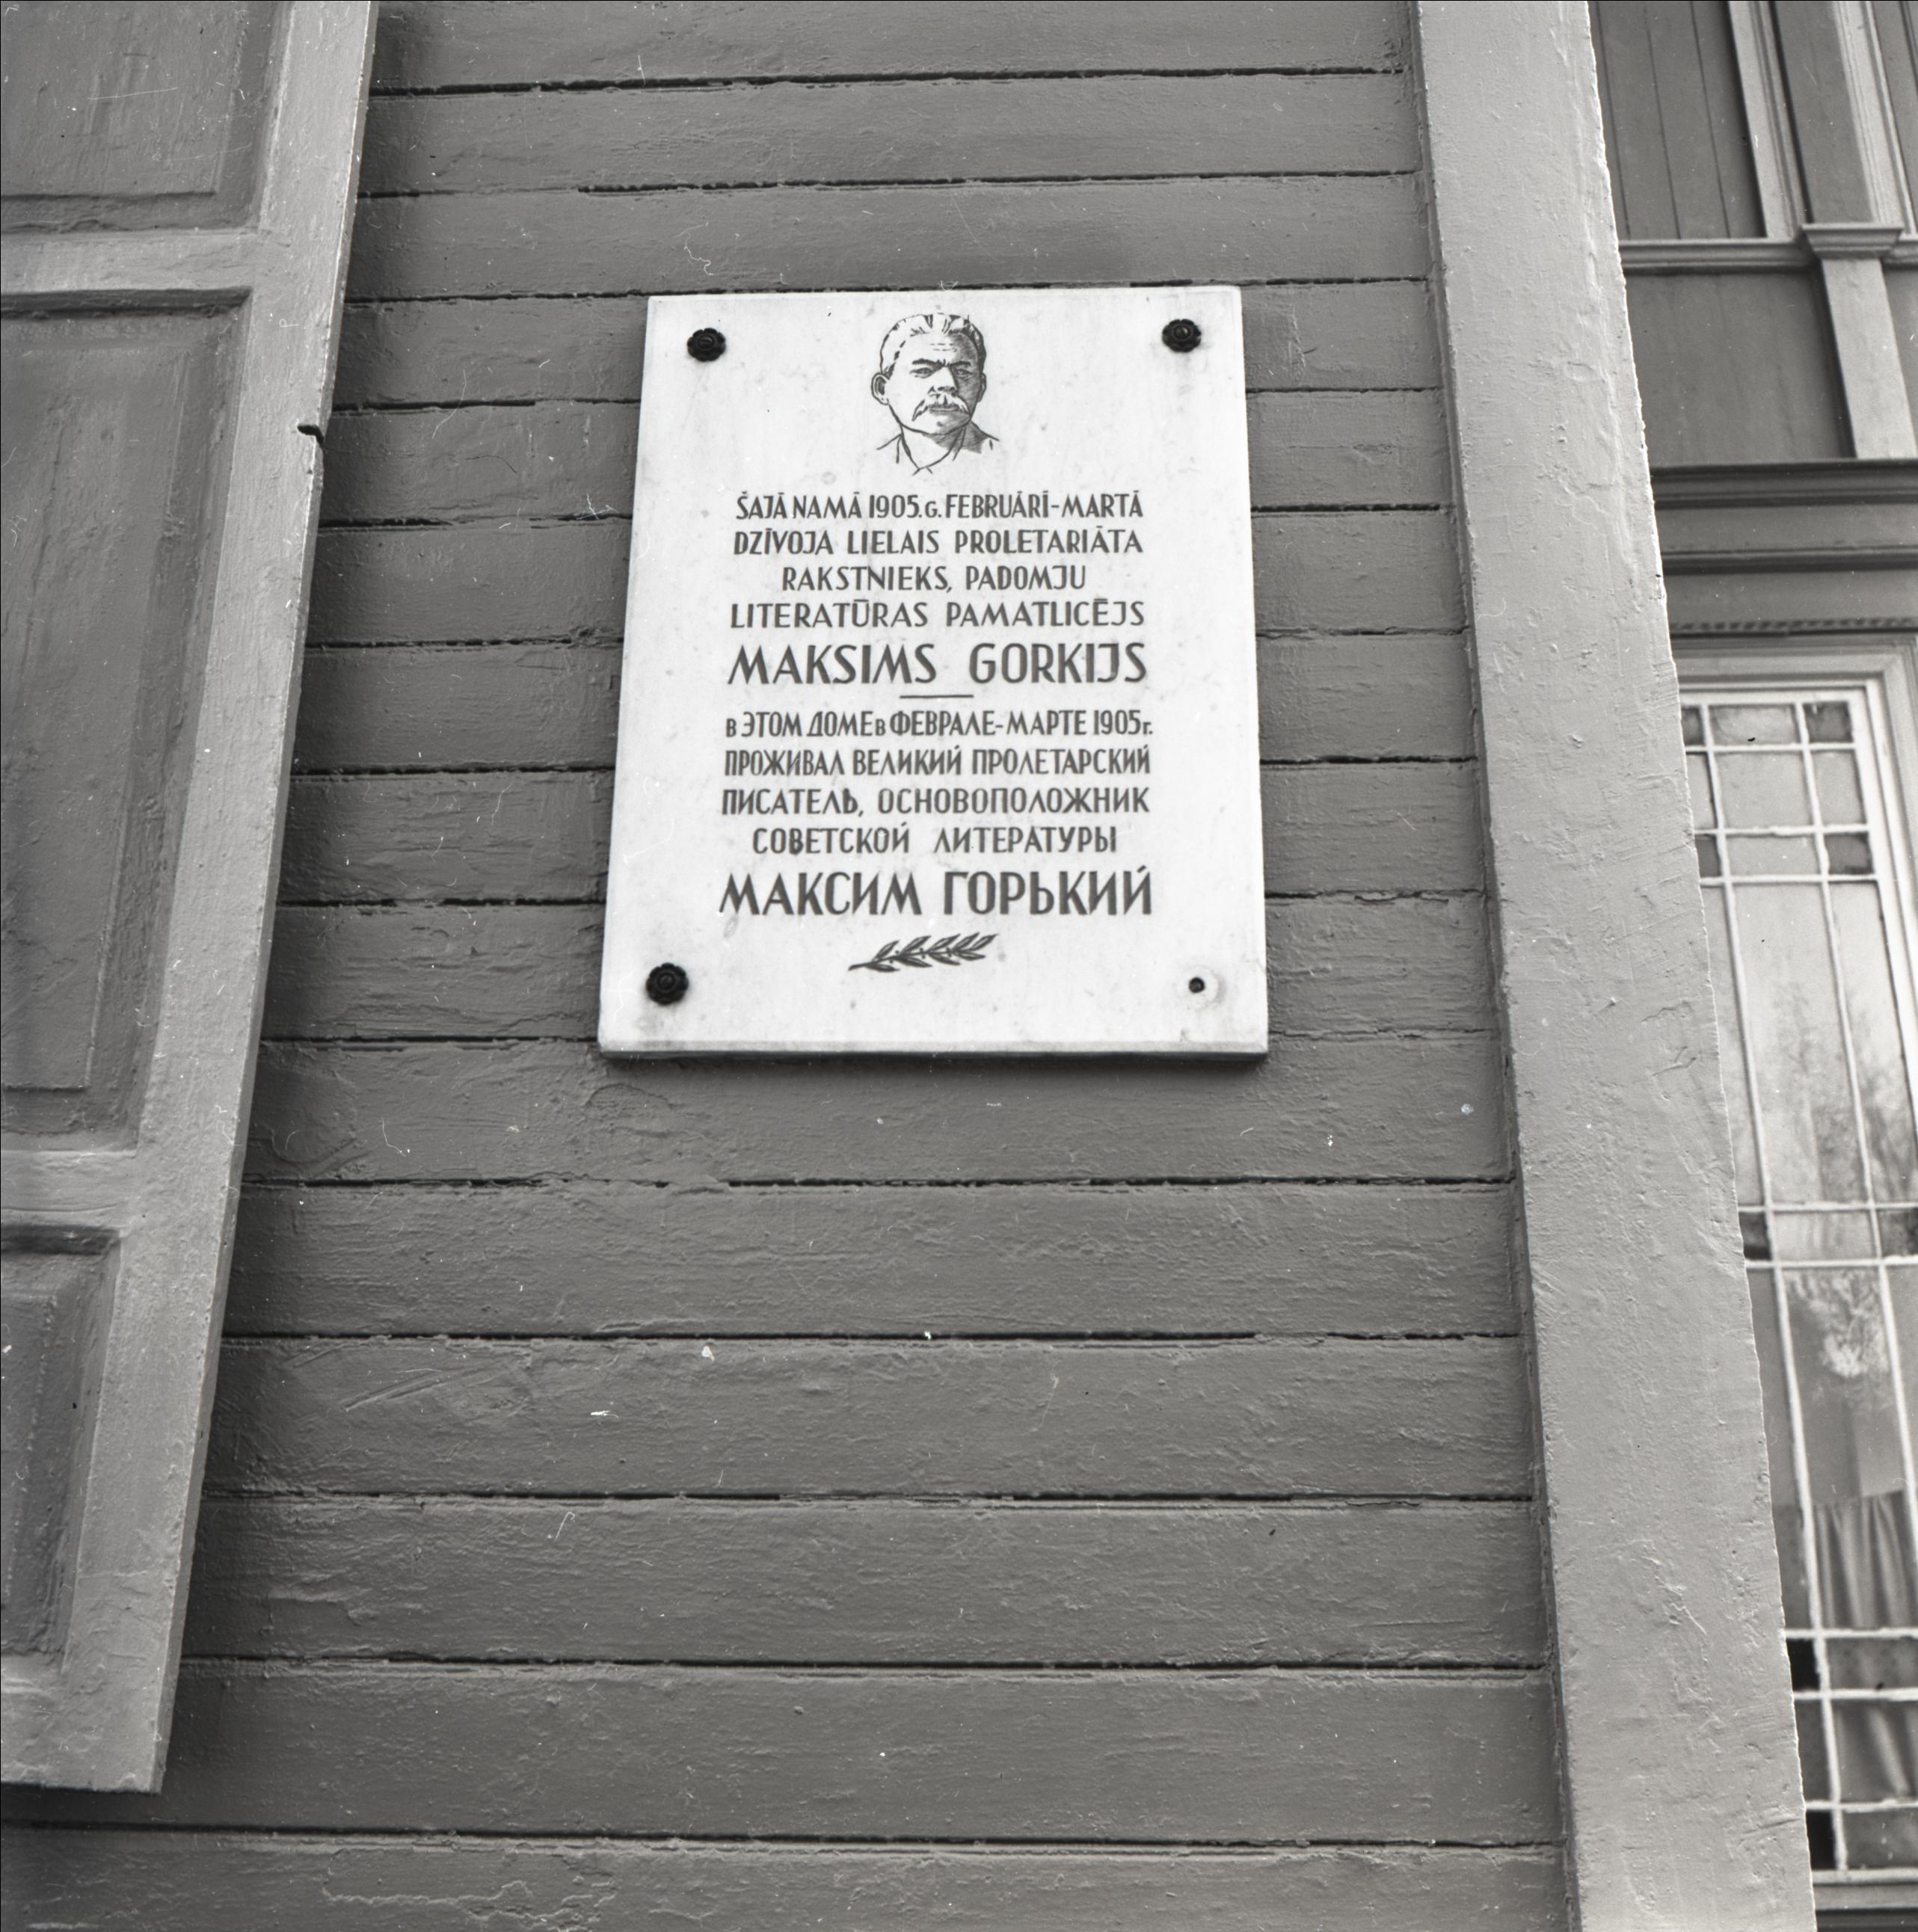 ŠAJĀ NAMĀ 1905.G. FEBRUĀRĪ-MARTĀ
DZĪVOJA LIELAIS PROLETARIĀTA
RAKSTNIEKS, PADOMJU
LITERATŪRAS PAMATLICĒJS
MAKSIMS GORKIJS
В ЭТОМ ДОМЕ В ФЕВРАЛЕ-МАРТЕ 1905 г.
ПРОЖИВАЛ ВЕЛИКИЙ ПРОЛЕТАРСКИЙ
ПИСАТЕЛЬ, ОСНОВОПОЛОЖНИК
СОВЕТСКОЙ ЛИТЕРАТУРЫ
МАКСИМ ГОРЬКИЙ